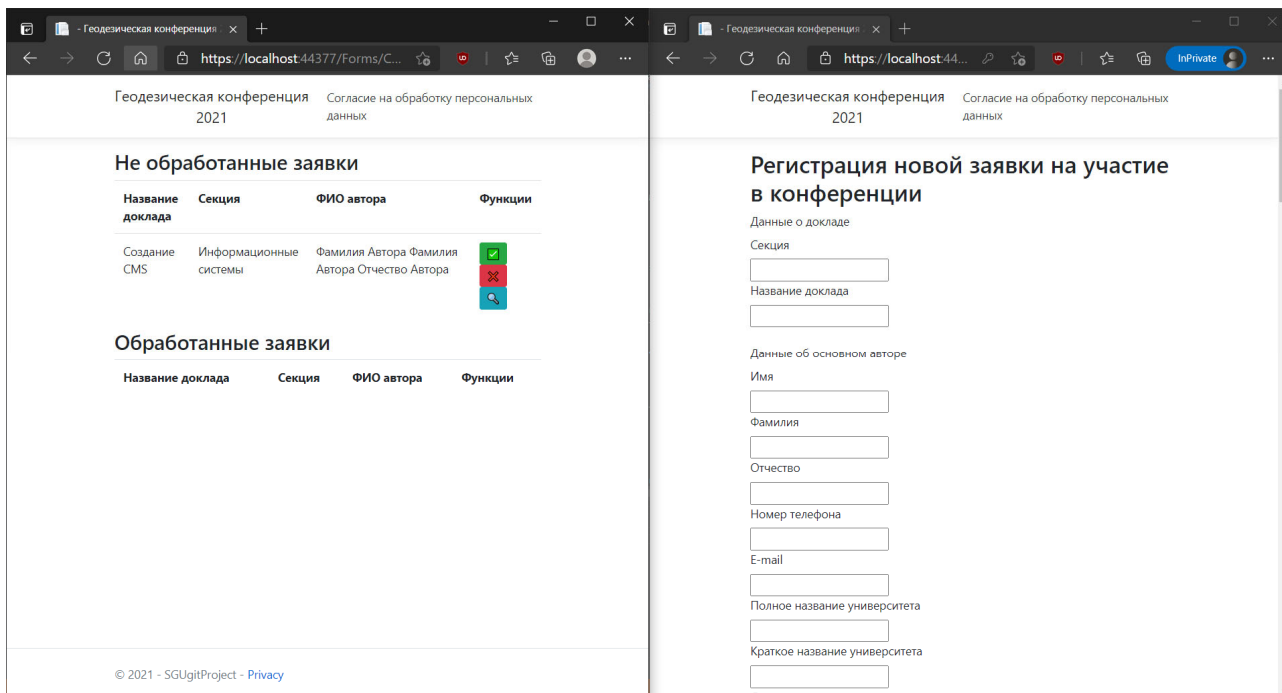 - Геодезическая конференция
https://localhost:44377/Forms/C...
Геодезическая конференция
2021
Согласие на обработку персональных
данных
Не обработанные заявки
Название
доклада
Секция
ФИО автора
Функции
Создание
CMS
Информационные
системы
Фамилия Автора Фамилия
Автора Отчество Автора
Обработанные заявки
Название доклада Секция ФИО автора Функции
© 2021 - SGUgitProject - Privacy
- Геодезическая конференция
https://localhost:44...
InPrivate
Геодезическая конференция
2021
Согласие на обработку персональных
данных
Регистрация новой заявки на участие
в конференции
Данные о докладе
Секция
Название доклада
Данные об основном авторе
Имя
Фамилия
Отчество
Номер телефона
E-mail
Полное название университета
Краткое название университета